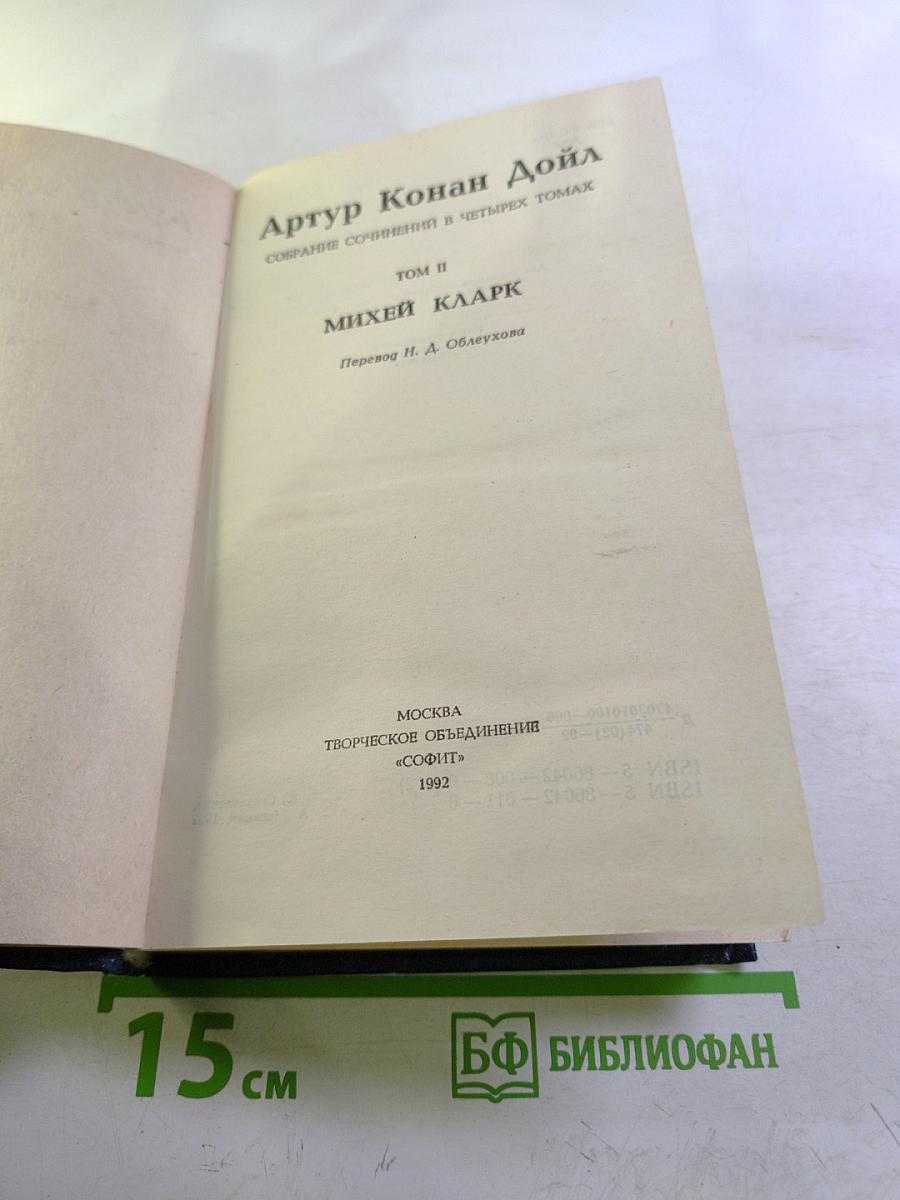 Артур Конан Дойл
СОБРАНИЕ СОЧИНЕНИЙ В ЧЕТЫРЕХ ТОМАХ
ТОМ II
МИХЕЙ КЛАРК
Перевод Н. Д. Облеухова
МОСКВА
ТВОРЧЕСКОЕ ОБЪЕДИНЕНИЕ
«СОФИТ»
1992
15 см
БФ БИБЛИОФАН